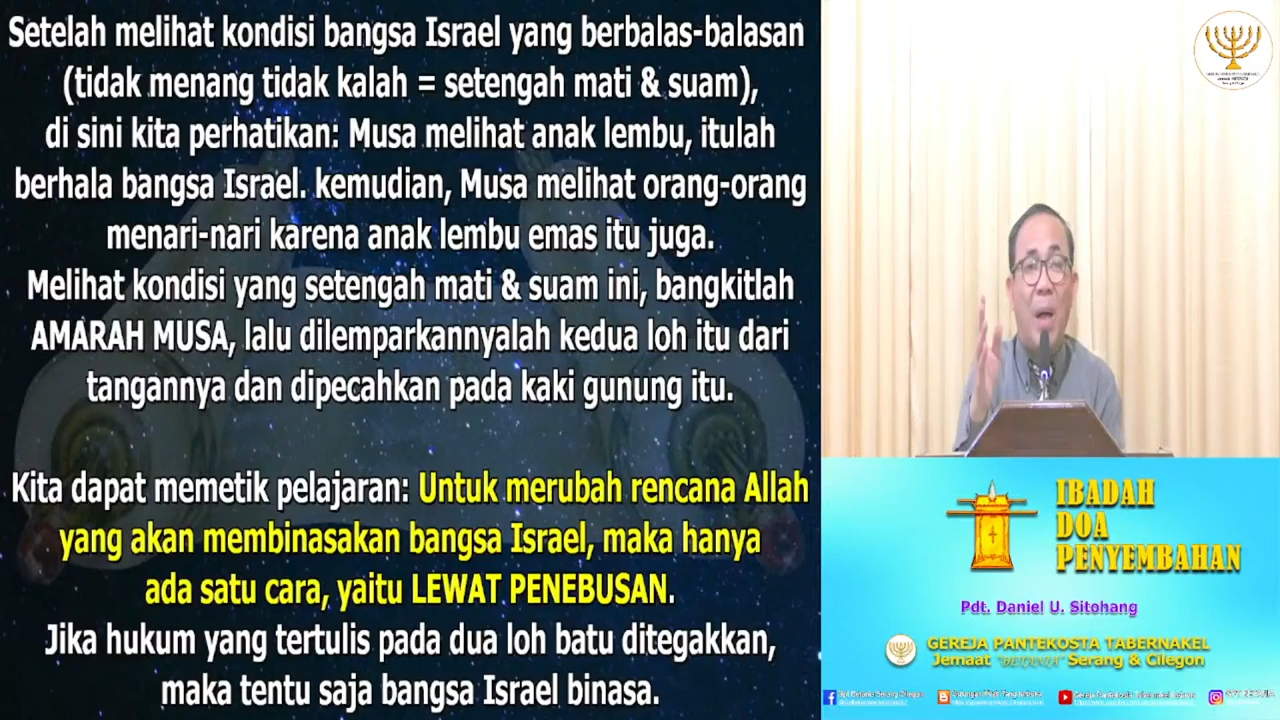 Setelah melihat kondisi bangsa Israel yang berbalas-balasan
(tidak menang tidak kalah = setengah mati & suam),
di sini kita perhatikan: Musa melihat anak lembu, itulah
berhala bangsa Israel. kemudian, Musa melihat orang-orang
menari-nari karena anak lembu emas itu juga.
Melihat kondisi yang setengah mati & suam ini, bangkitlah
AMARAH MUSA, lalu dilemparkannyalah kedua loh itu dari
tangannya dan dipecahkan pada kaki gunung itu.
Kita dapat memetik pelajaran: Untuk merubah rencana Allah
yang akan membinasakan bangsa Israel, maka hanya
ada satu cara, yaitu LEWAT PENEBUSAN.
Jika hukum yang tertulis pada dua loh batu ditegakkan,
maka tentu saja bangsa Israel binasa.
IBADAH
DOA
PENYEMBAHAN
Pdt. Daniel U. Sitohang
GEREJA PANTEKOSTA TABERNAKEL
Jemaat "BETANIA" Serang & Cilegon